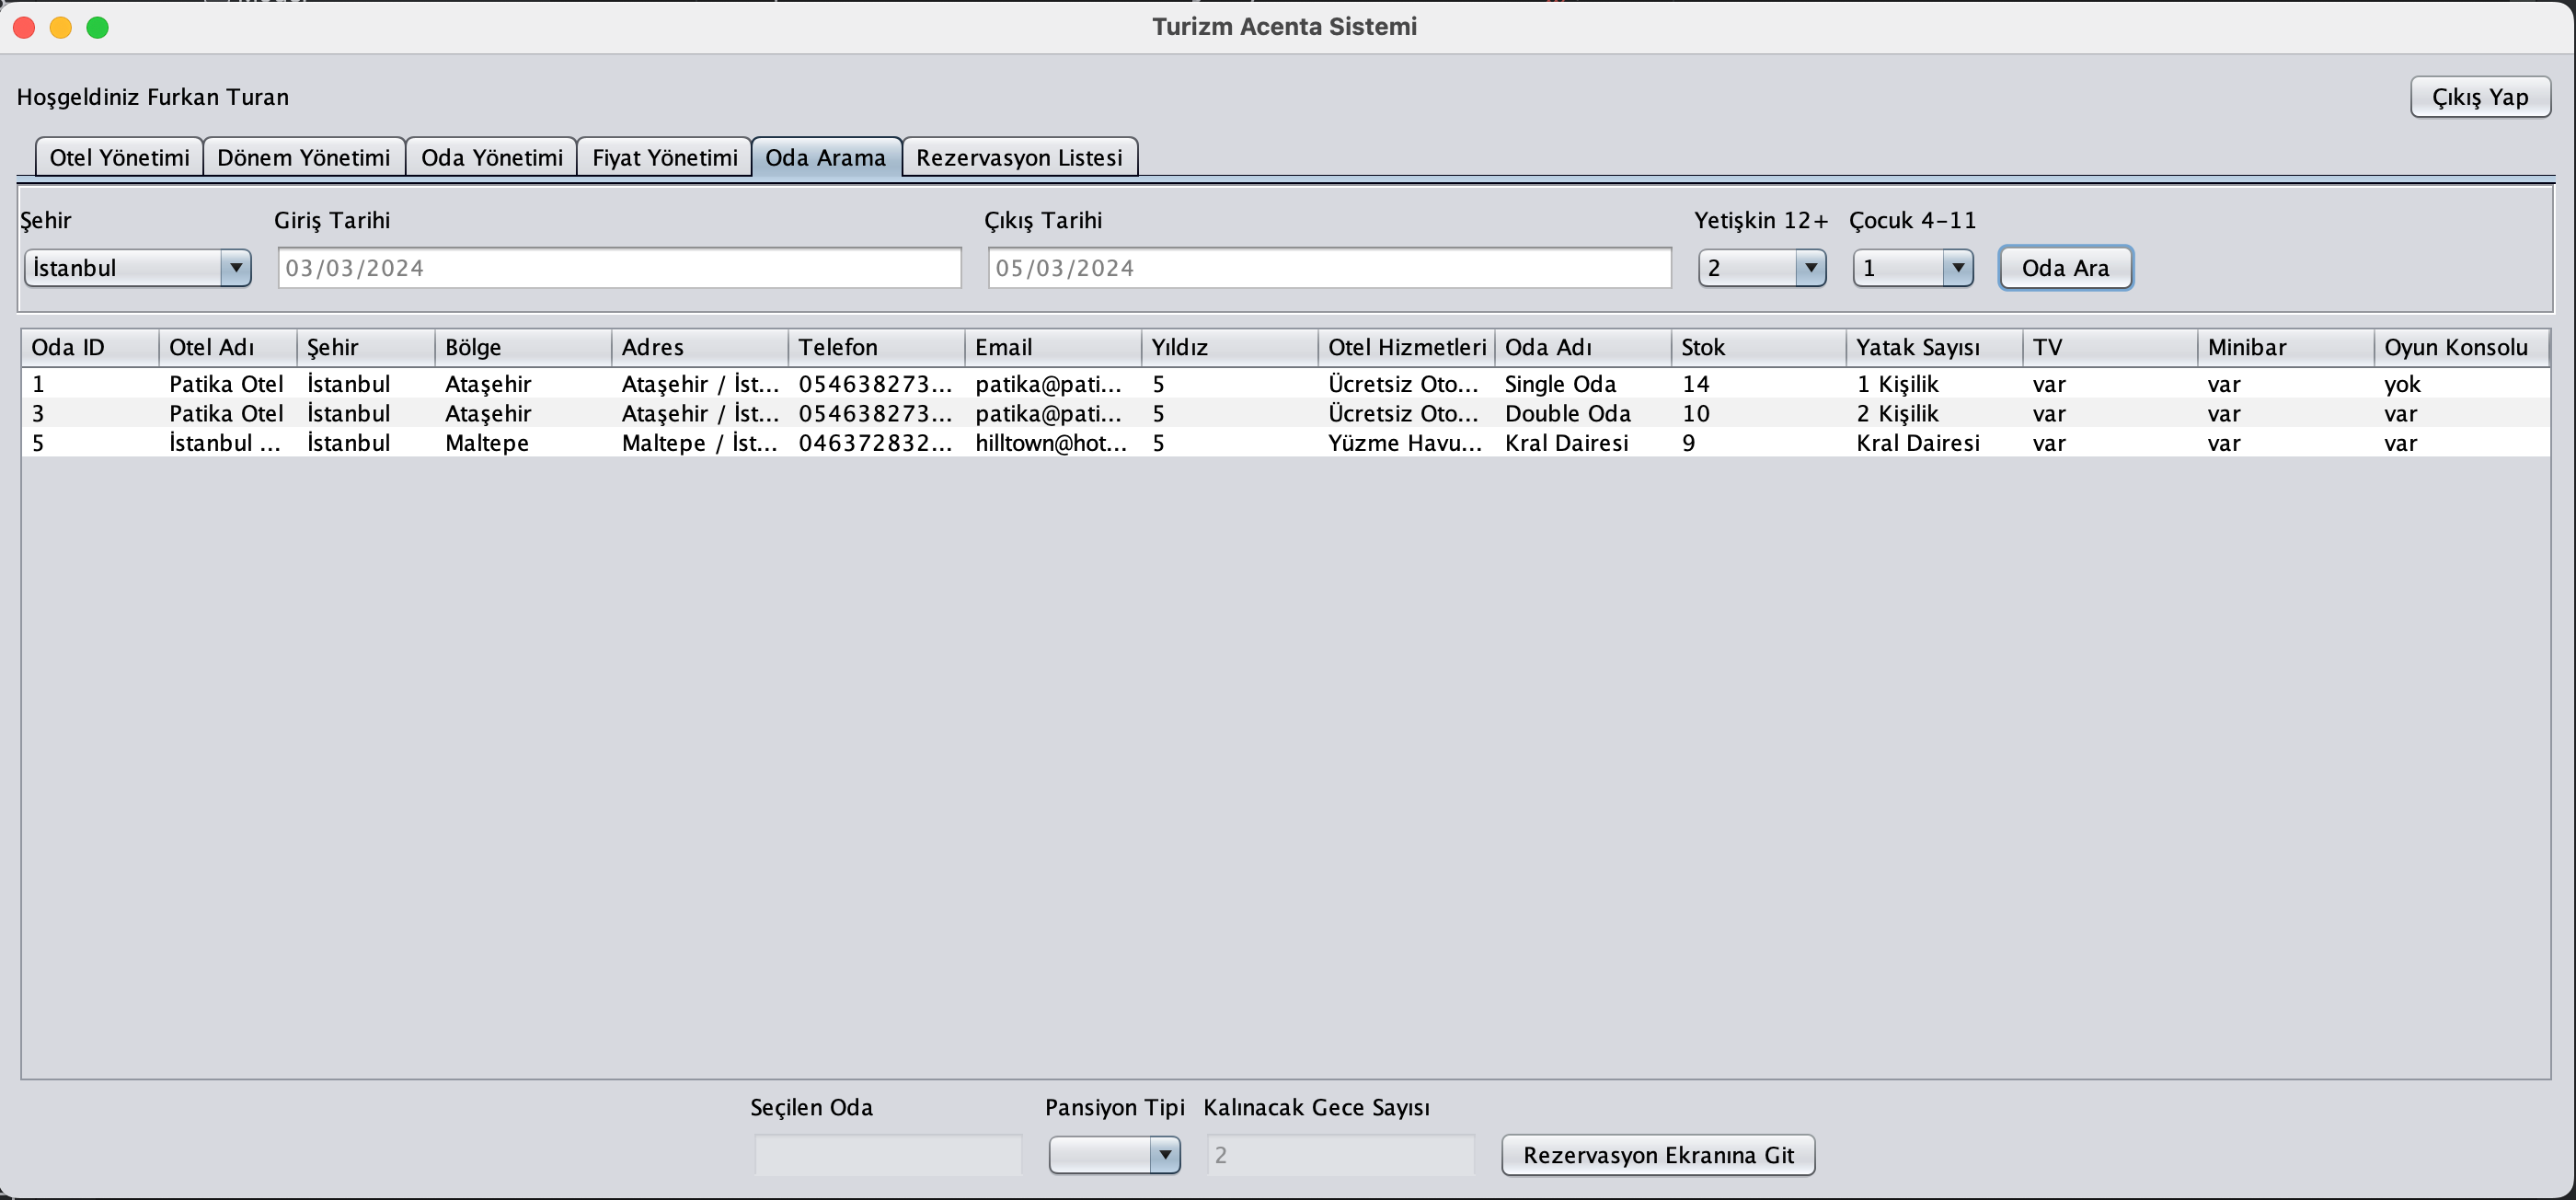 Turizm Acenta Sistemi
Hoşgeldiniz Furkan Turan
Çıkış Yap
Otel Yönetimi Dönem Yönetimi Oda Yönetimi Fiyat Yönetimi Oda Arama Rezervasyon Listesi
Şehir Giriş Tarihi Çıkış Tarihi Yetişkin 12+ Çocuk 4-11
İstanbul 03/03/2024 05/03/2024 2 1 Oda Ara
Oda ID Otel Adı Şehir Bölge Adres Telefon Email Yıldız Otel Hizmetleri Oda Adı Stok Yatak Sayısı TV Minibar Oyun Konsolu
1 Patika Otel İstanbul Ataşehir Ataşehir / İst... 054638273... patika@pati... 5 Ücretsiz Oto... Single Oda 14 1 Kişilik var var yok
3 Patika Otel İstanbul Ataşehir Ataşehir / İst... 054638273... patika@pati... 5 Ücretsiz Oto... Double Oda 10 2 Kişilik var var var
5 İstanbul ... İstanbul Maltepe Maltepe / İst... 046372832... hilltown@hot... 5 Yüzme Havu... Kral Dairesi 9 Kral Dairesi var var var
Seçilen Oda Pansiyon Tipi Kalınacak Gece Sayısı
2 Rezervasyon Ekranına Git